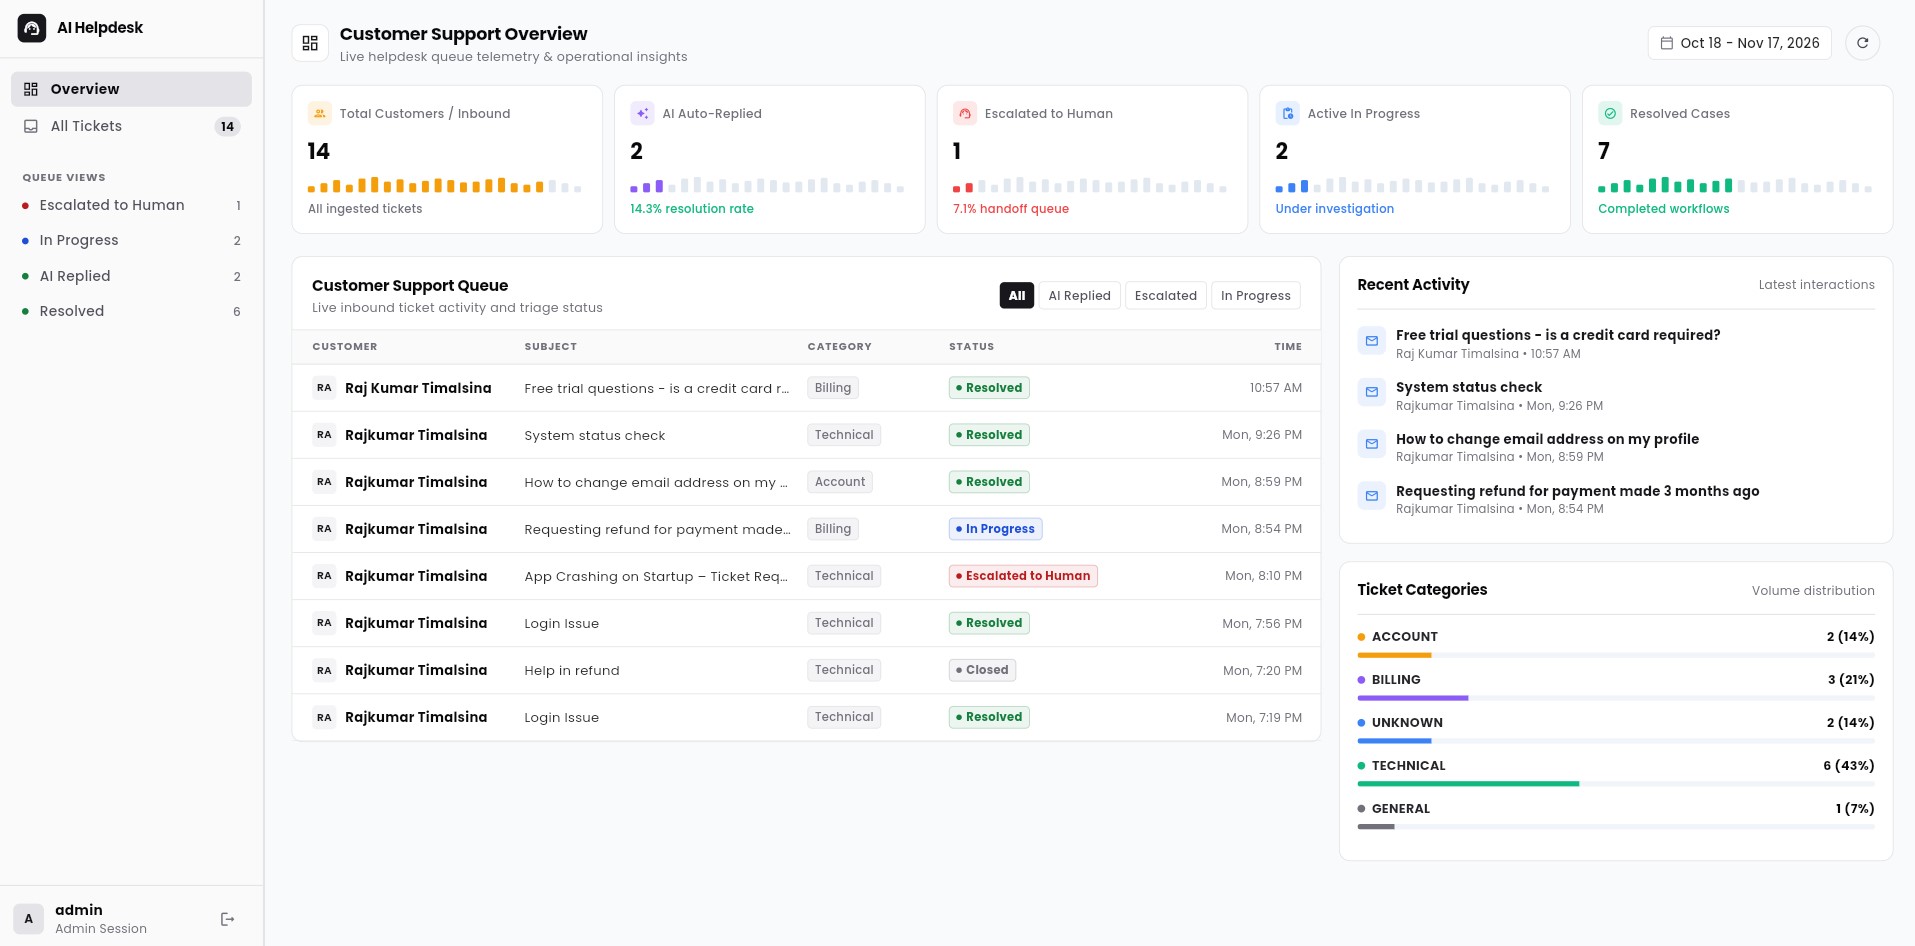 AI Helpdesk
Overview
All Tickets 14
QUEUE VIEWS
Escalated to Human 1
In Progress 2
AI Replied 2
Resolved 6
A
admin
Admin Session
Customer Support Overview
Live helpdesk queue telemetry & operational insights
Oct 18 - Nov 17, 2026
Total Customers / Inbound
14
All ingested tickets
AI Auto-Replied
2
14.3% resolution rate
Escalated to Human
1
7.1% handoff queue
Active In Progress
2
Under investigation
Resolved Cases
7
Completed workflows
Customer Support Queue
Live inbound ticket activity and triage status
All AI Replied Escalated In Progress
CUSTOMER SUBJECT CATEGORY STATUS TIME
RA Raj Kumar Timalsina Free trial questions - is a credit card r... Billing Resolved 10:57 AM
RA Rajkumar Timalsina System status check Technical Resolved Mon, 9:26 PM
RA Rajkumar Timalsina How to change email address on my ... Account Resolved Mon, 8:59 PM
RA Rajkumar Timalsina Requesting refund for payment made... Billing In Progress Mon, 8:54 PM
RA Rajkumar Timalsina App Crashing on Startup – Ticket Req... Technical Escalated to Human Mon, 8:10 PM
RA Rajkumar Timalsina Login Issue Technical Resolved Mon, 7:56 PM
RA Rajkumar Timalsina Help in refund Technical Closed Mon, 7:20 PM
RA Rajkumar Timalsina Login Issue Technical Resolved Mon, 7:19 PM
Recent Activity Latest interactions
Free trial questions - is a credit card required?
Raj Kumar Timalsina • 10:57 AM
System status check
Rajkumar Timalsina • Mon, 9:26 PM
How to change email address on my profile
Rajkumar Timalsina • Mon, 8:59 PM
Requesting refund for payment made 3 months ago
Rajkumar Timalsina • Mon, 8:54 PM
Ticket Categories Volume distribution
ACCOUNT 2 (14%)
BILLING 3 (21%)
UNKNOWN 2 (14%)
TECHNICAL 6 (43%)
GENERAL 1 (7%)